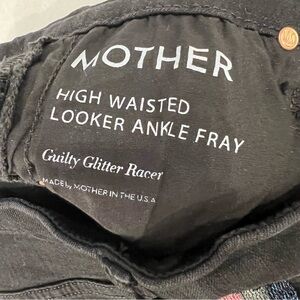 MOTHER
HIGH WAISTED
LOOKER ANKLE FRAY
Guilty Glitter Racer
MADE by MOTHER IN THE U.S.A